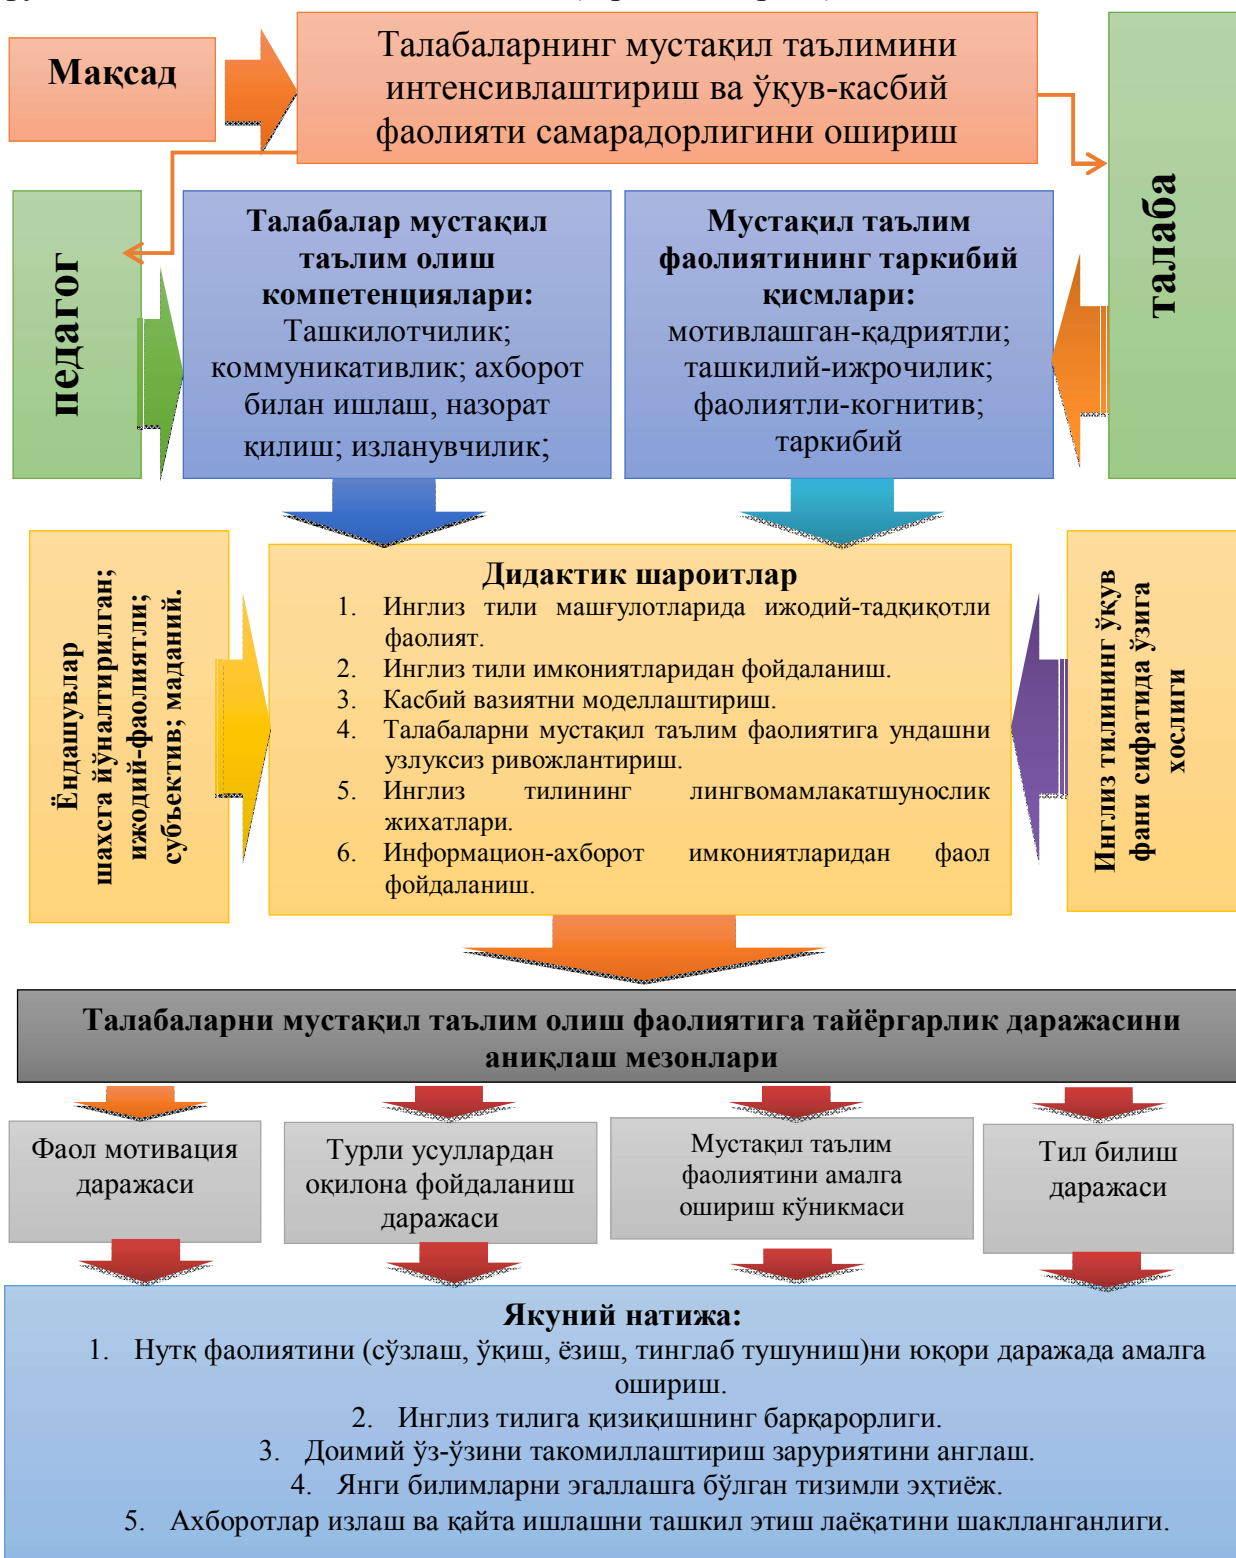 Мақсад
Талабаларнинг мустақил таълимини
интенсивлаштириш ва ўқув-касбий
фаолияти самарадорлигини ошириш
педагог
Талабалар мустақил
таълим олиш
компетенциялари:
Ташкилотчилик;
коммуникативлик; ахборот
билан ишлаш, назорат
қилиш; изланувчилик;
Мустақил таълим
фаолиятининг таркибий
қисмлари:
мотивлашган-қадриятли;
ташкилий-ижрочилик;
фаолиятли-когнитив;
таркибий
талаба
Ёндашувлар
шахсга йўналтирилган;
ижодий-фаолиятли;
субъектив; маданий.
Дидактик шароитлар
1. Инглиз тили машғулотларида ижодий-тадқиқотли
фаолият.
2. Инглиз тили имкониятларидан фойдаланиш.
3. Касбий вазиятни моделлаштириш.
4. Талабаларни мустақил таълим фаолиятига ундашни
узлуксиз ривожлантириш.
5. Инглиз тилининг лингвомамлакатшунослик
жихатлари.
6. Информацион-ахборот имкониятларидан фаол
фойдаланиш.
Инглиз тилининг ўқув
фани сифатида ўзига
хослиги
Талабаларни мустақил таълим олиш фаолиятига тайёргарлик даражасини
аниқлаш мезонлари
Фаол мотивация
даражаси
Турли усуллардан
оқилона фойдаланиш
даражаси
Мустақил таълим
фаолиятини амалга
ошириш кўникмаси
Тил билиш
даражаси
Якуний натижа:
1. Нутқ фаолиятини (сўзлаш, ўқиш, ёзиш, тинглаб тушуниш)ни юқори даражада амалга
ошириш.
2. Инглиз тилига қизиқишнинг барқарорлиги.
3. Доимий ўз-ўзини такомиллаштириш заруриятини англаш.
4. Янги билимларни эгаллашга бўлган тизимли эҳтиёж.
5. Ахборотлар излаш ва қайта ишлашни ташкил этиш лаёқатини шаклланганлиги.